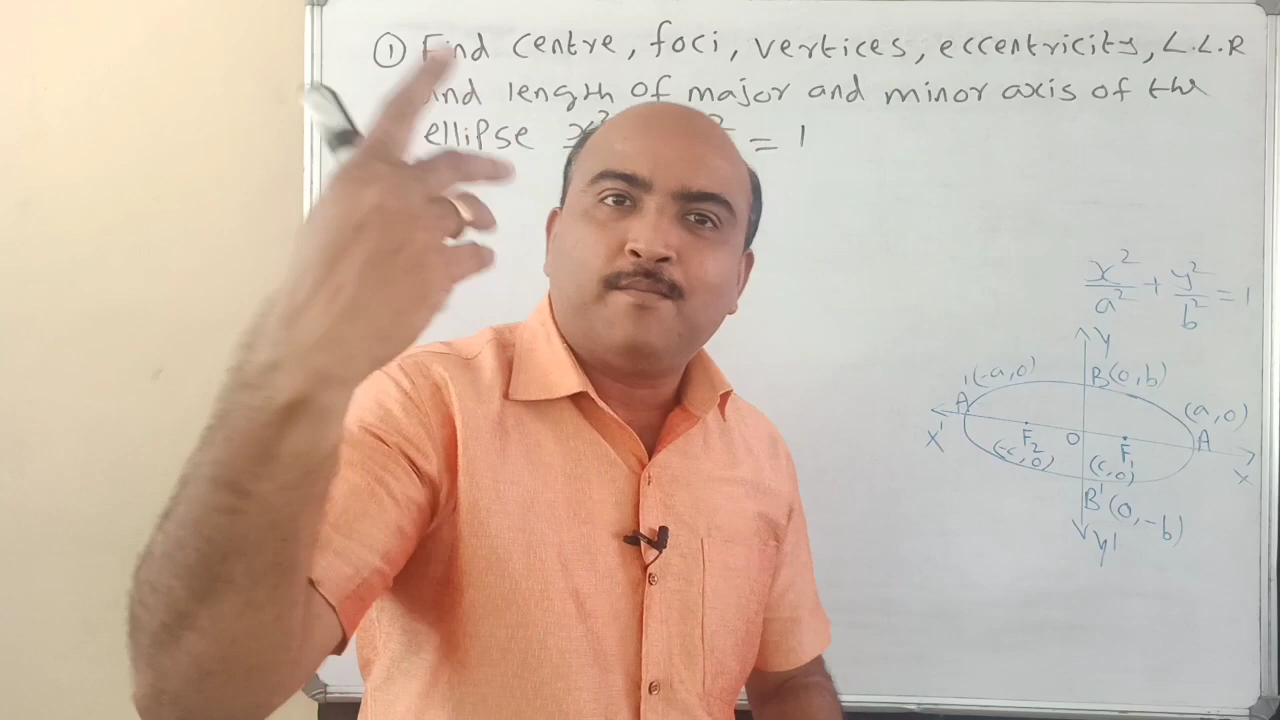 ① Find centre, foci, vertices, eccentricity, L.L.R
and length of major and minor axis of the
ellipse x² = 1
x²/a² + y²/b² = 1
Y
A'(-a,0) B(0,b) (a,0)
X' F₂ O F₁ A X
(-c,0) (c,0)
B'(0,-b)
Y'